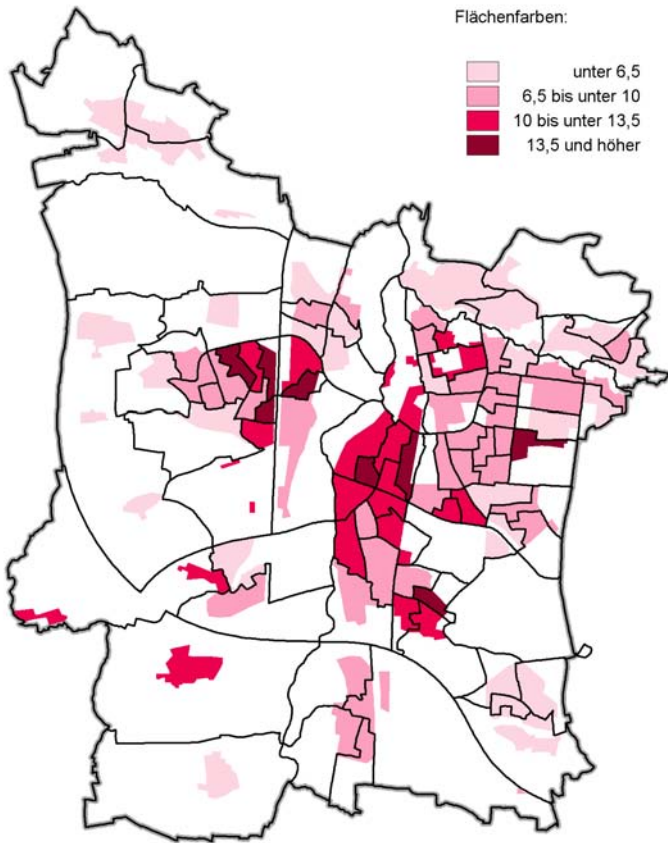 Flächenfarben:
unter 6,5
6,5 bis unter 10
10 bis unter 13,5
13,5 und höher